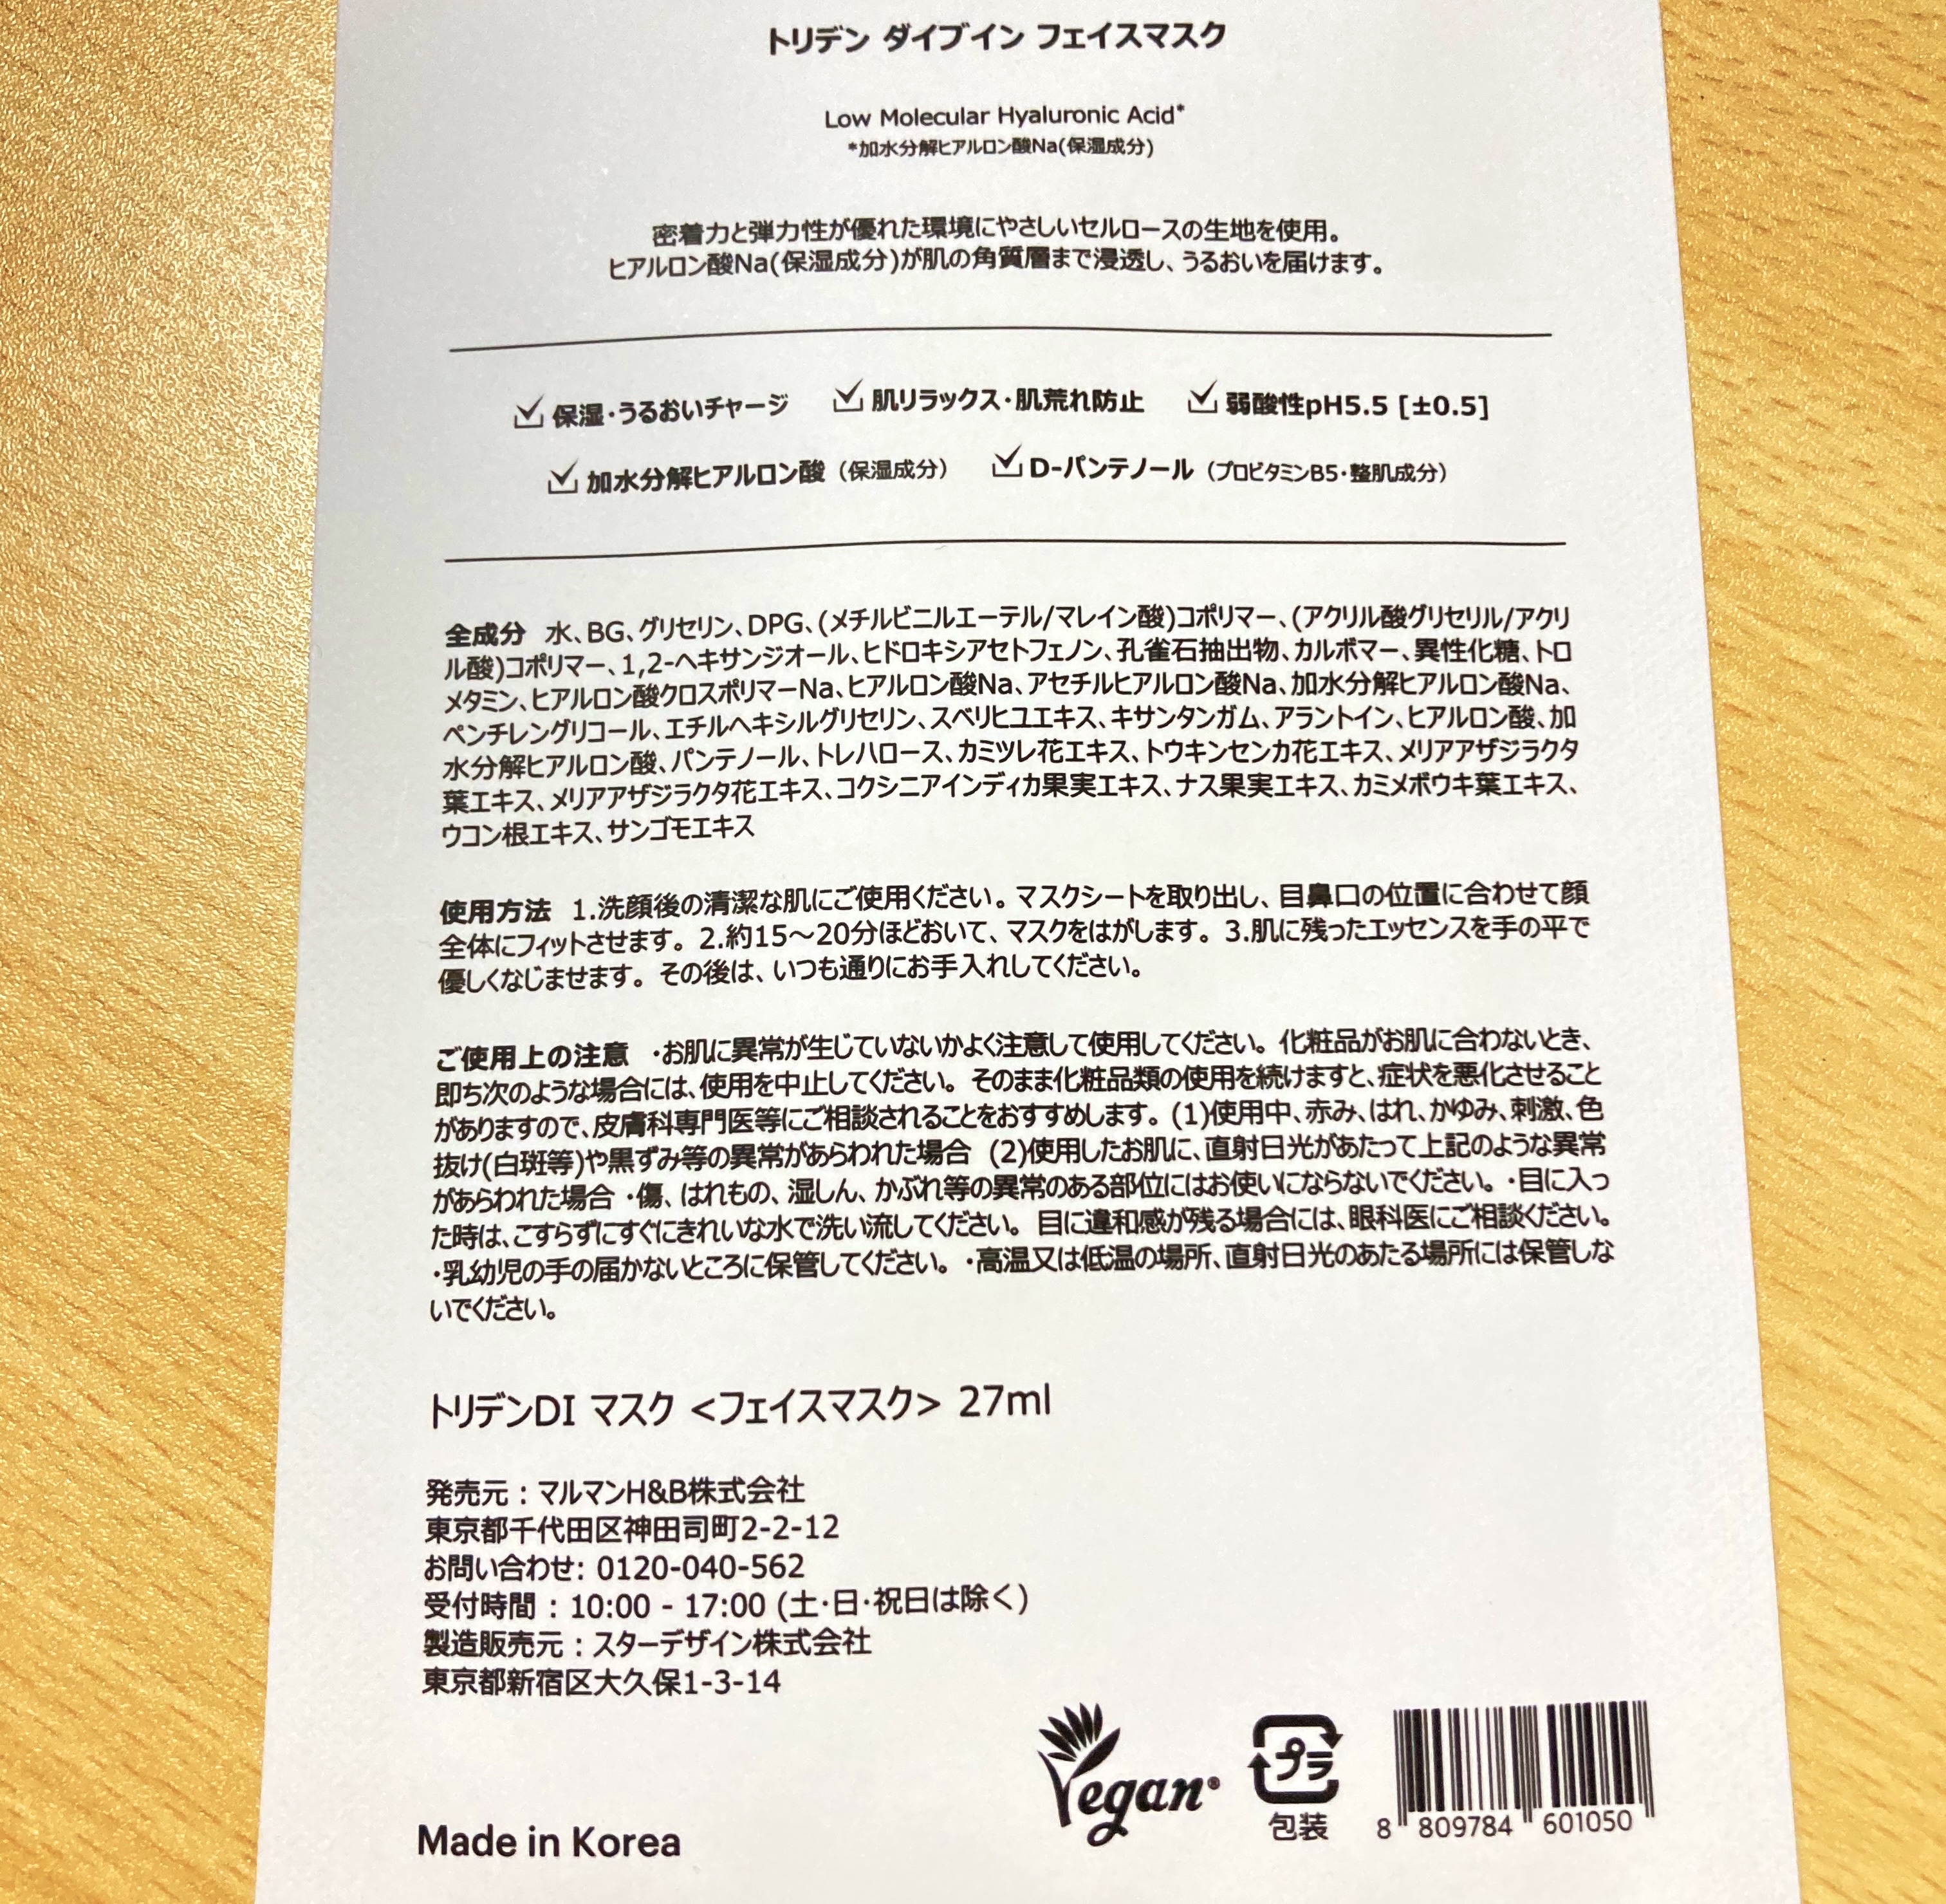 トリデン ダイブイン フェイスマスク
Low Molecular Hyaluronic Acid*
*加水分解ヒアルロン酸Na(保湿成分)
密着力と弾力性が優れた環境にやさしいセルロースの生地を使用。
ヒアルロン酸Na(保湿成分)が肌の角質層まで浸透し、うるおいを届けます。
保湿・うるおいチャージ 肌リラックス・肌荒れ防止 弱酸性pH5.5 [±0.5]
加水分解ヒアルロン酸（保湿成分） D-パンテノール（プロビタミンB5・整肌成分）
全成分 水、BG、グリセリン、DPG、(メチルビニルエーテル/マレイン酸)コポリマー、(アクリル酸グリセリル/アクリ
ル酸)コポリマー、1,2-ヘキサンジオール、ヒドロキシアセトフェノン、孔雀石抽出物、カルボマー、異性化糖、トロ
メタミン、ヒアルロン酸クロスポリマーNa、ヒアルロン酸Na、アセチルヒアルロン酸Na、加水分解ヒアルロン酸Na、
ペンチレングリコール、エチルヘキシルグリセリン、スベリヒユエキス、キサンタンガム、アラントイン、ヒアルロン酸、加
水分解ヒアルロン酸、パンテノール、トレハロース、カミツレ花エキス、トウキンセンカ花エキス、メリアアザジラクタ
葉エキス、メリアアザジラクタ花エキス、コクシニアインディカ果実エキス、ナス果実エキス、カミメボウキ葉エキス、
ウコン根エキス、サンゴモエキス
使用方法 1.洗顔後の清潔な肌にご使用ください。マスクシートを取り出し、目鼻口の位置に合わせて顔
全体にフィットさせます。2.約15〜20分ほどおいて、マスクをはがします。3.肌に残ったエッセンスを手の平で
優しくなじませます。その後は、いつも通りにお手入れしてください。
ご使用上の注意 ・お肌に異常が生じていないかよく注意して使用してください。化粧品がお肌に合わないとき、
即ち次のような場合には、使用を中止してください。そのまま化粧品類の使用を続けますと、症状を悪化させること
がありますので、皮膚科専門医等にご相談されることをおすすめします。(1)使用中、赤み、はれ、かゆみ、刺激、色
抜け(白斑等)や黒ずみ等の異常があらわれた場合 (2)使用したお肌に、直射日光があたって上記のような異常
があらわれた場合 ・傷、はれもの、湿しん、かぶれ等の異常のある部位にはお使いにならないでください。・目に入っ
た時は、こすらずにすぐにきれいな水で洗い流してください。目に違和感が残る場合には、眼科医にご相談ください。
・乳幼児の手の届かないところに保管してください。・高温又は低温の場所、直射日光のあたる場所には保管しな
いでください。
トリデンDI マスク <フェイスマスク> 27ml
発売元：マルマンH&B株式会社
東京都千代田区神田司町2-2-12
お問い合わせ: 0120-040-562
受付時間：10:00 - 17:00 (土・日・祝日は除く)
製造販売元：スターデザイン株式会社
東京都新宿区大久保1-3-14
Vegan®
プラ
包装
8 809784 601050
Made in Korea